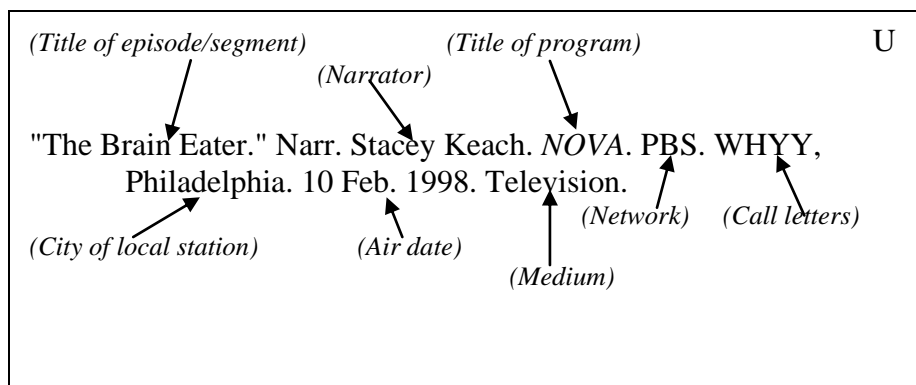 (Title of episode/segment) (Title of program) U
(Narrator)
"The Brain Eater." Narr. Stacey Keach. NOVA. PBS. WHYY,
Philadelphia. 10 Feb. 1998. Television.
(Network) (Call letters)
(City of local station) (Air date)
(Medium)